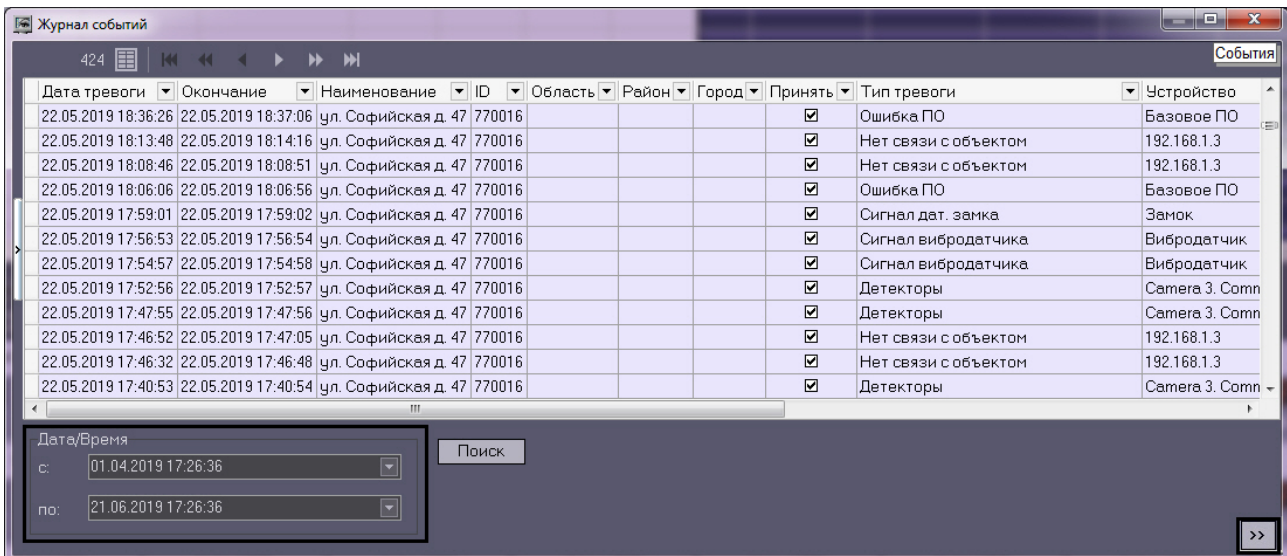 Журнал событий
424
События
Дата тревоги Окончание Наименование ID Область Район Город Принять Тип тревоги Устройство
22.05.2019 18:36:26 22.05.2019 18:37:06 ул. Софийская д. 47 770016 Ошибка ПО Базовое ПО
22.05.2019 18:13:48 22.05.2019 18:14:16 ул. Софийская д. 47 770016 Нет связи с объектом 192.168.1.3
22.05.2019 18:08:46 22.05.2019 18:08:51 ул. Софийская д. 47 770016 Нет связи с объектом 192.168.1.3
22.05.2019 18:06:06 22.05.2019 18:06:56 ул. Софийская д. 47 770016 Ошибка ПО Базовое ПО
22.05.2019 17:59:01 22.05.2019 17:59:02 ул. Софийская д. 47 770016 Сигнал дат. замка Замок
22.05.2019 17:56:53 22.05.2019 17:56:54 ул. Софийская д. 47 770016 Сигнал вибродатчика Вибродатчик
22.05.2019 17:54:57 22.05.2019 17:54:58 ул. Софийская д. 47 770016 Сигнал вибродатчика Вибродатчик
22.05.2019 17:52:56 22.05.2019 17:52:57 ул. Софийская д. 47 770016 Детекторы Camera 3. Comn
22.05.2019 17:47:55 22.05.2019 17:47:56 ул. Софийская д. 47 770016 Детекторы Camera 3. Comn
22.05.2019 17:46:52 22.05.2019 17:47:05 ул. Софийская д. 47 770016 Нет связи с объектом 192.168.1.3
22.05.2019 17:46:32 22.05.2019 17:46:48 ул. Софийская д. 47 770016 Нет связи с объектом 192.168.1.3
22.05.2019 17:40:53 22.05.2019 17:40:54 ул. Софийская д. 47 770016 Детекторы Camera 3. Comn
Дата/Время
Поиск
с: 01.04.2019 17:26:36
по: 21.06.2019 17:26:36
>>